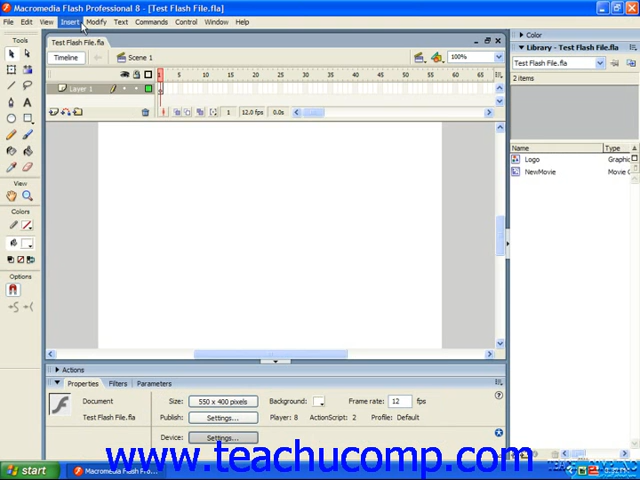 Macromedia Flash Professional 8 - [Test Flash File.fla]
File Edit View Insert Modify Text Commands Control Window Help
Tools
View
Colors
Options
Test Flash File.fla
Timeline Scene 1 100%
1 5 10 15 20 25 30 35 40 45 50 55 60 65
Layer 1
1 12.0 fps 0.0s
Color
Library - Test Flash File.fla
Test Flash File.fla
2 items
Name Type
Logo Graphic
NewMovie Movie C
Actions
Properties Filters Parameters
Document Size: 550 x 400 pixels Background: Frame rate: 12 fps
Test Flash File.fla Publish: Settings... Player: 8 ActionScript: 2 Profile: Default
Device: Settings...
www.teachucomp.com
start Macromedia Flash Pro...